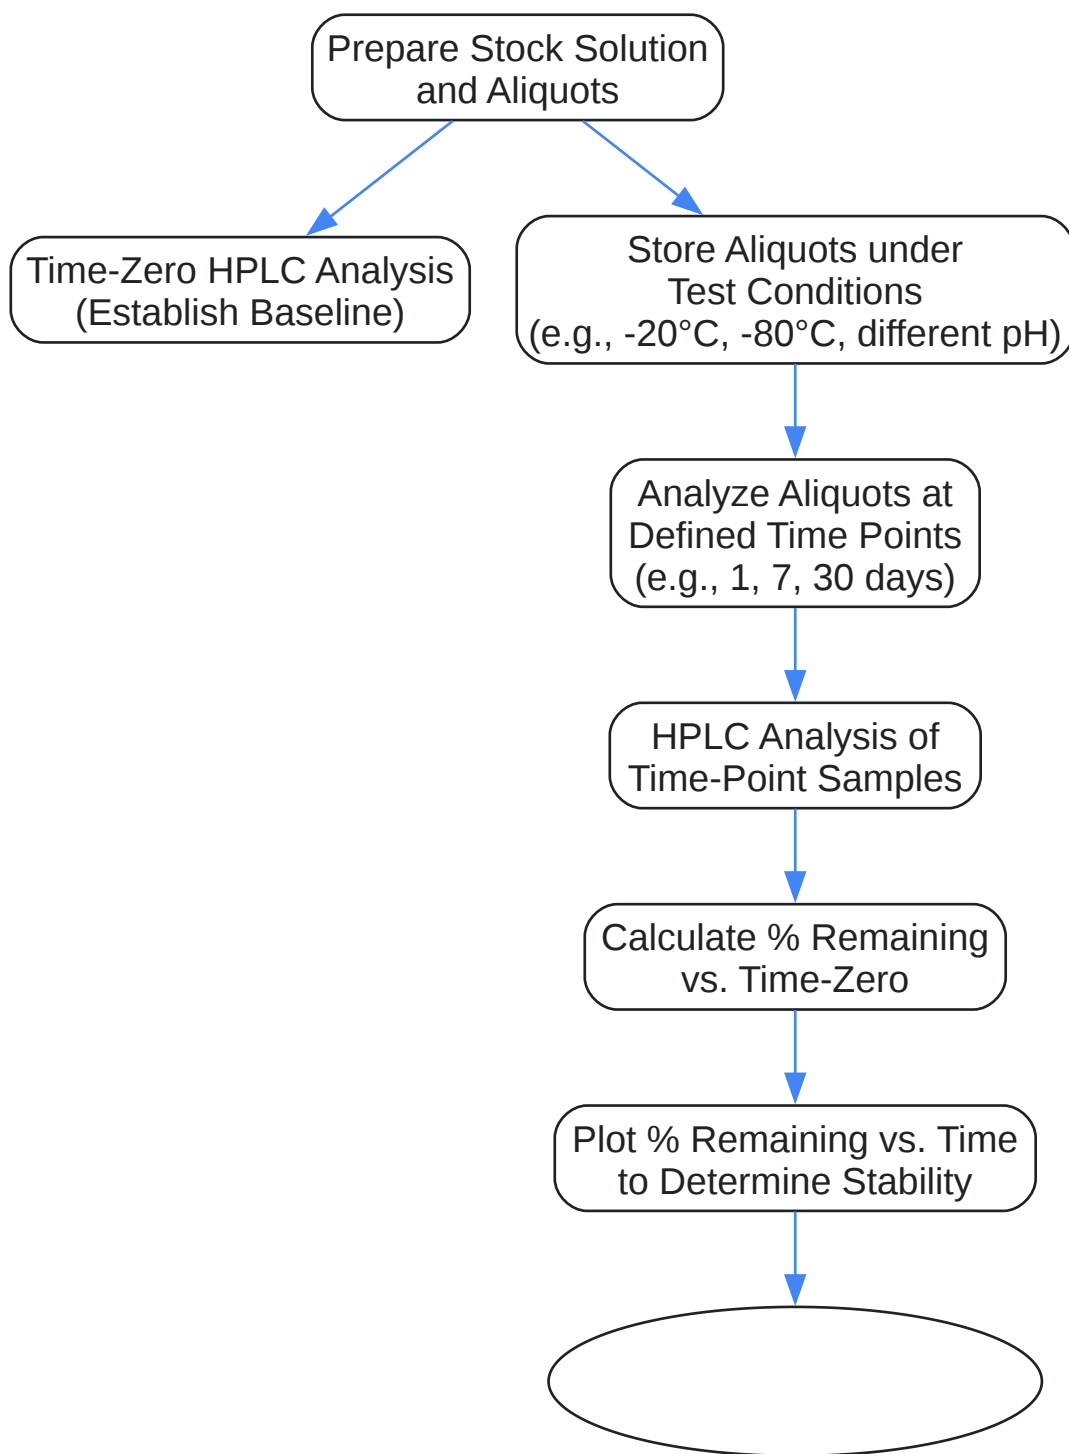 Prepare Stock Solution
and Aliquots
Time-Zero HPLC Analysis
(Establish Baseline)
Store Aliquots under
Test Conditions
(e.g., -20°C, -80°C, different pH)
Analyze Aliquots at
Defined Time Points
(e.g., 1, 7, 30 days)
HPLC Analysis of
Time-Point Samples
Calculate % Remaining
vs. Time-Zero
Plot % Remaining vs. Time
to Determine Stability